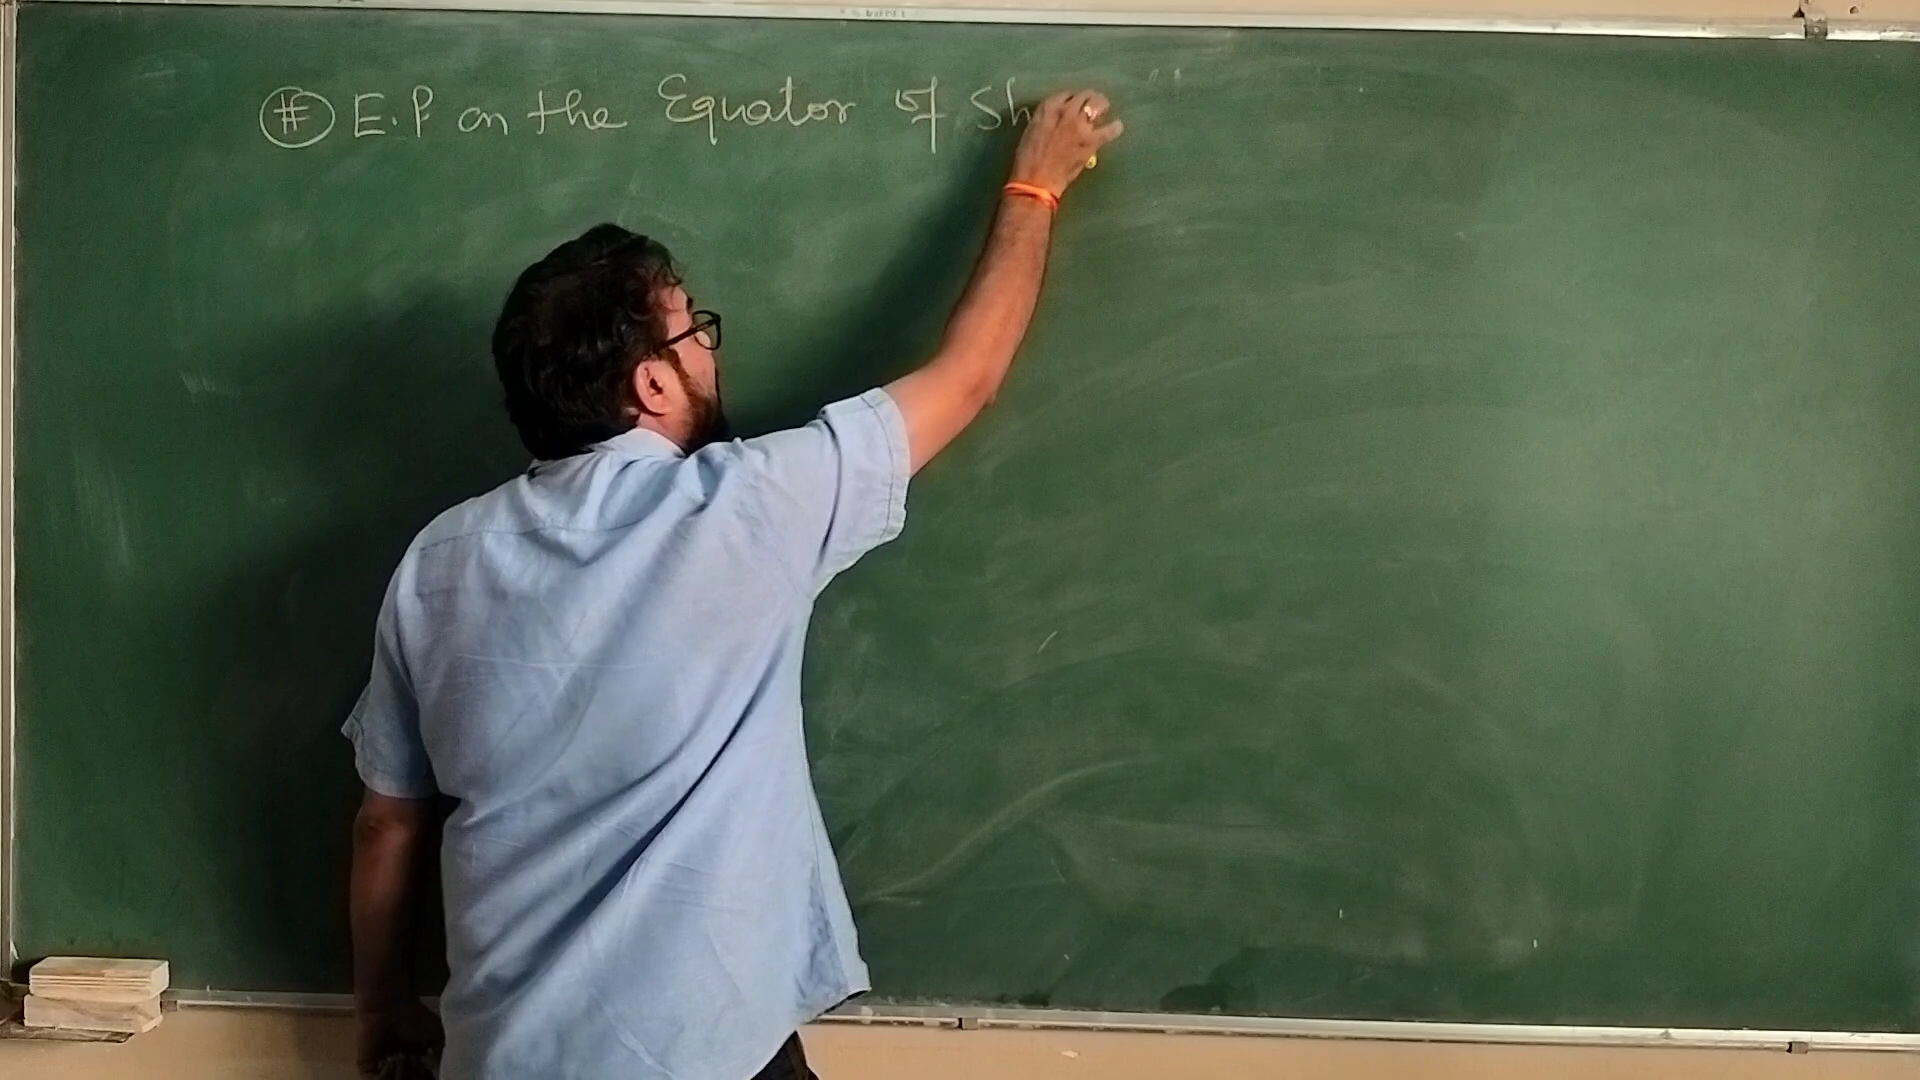 # E.P on the Equator of Sh